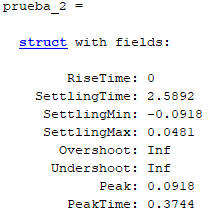 prueba_2 =
struct with fields:
RiseTime: 0
SettlingTime: 2.5892
SettlingMin: -0.0918
SettlingMax: 0.0481
Overshoot: Inf
Undershoot: Inf
Peak: 0.0918
PeakTime: 0.3744